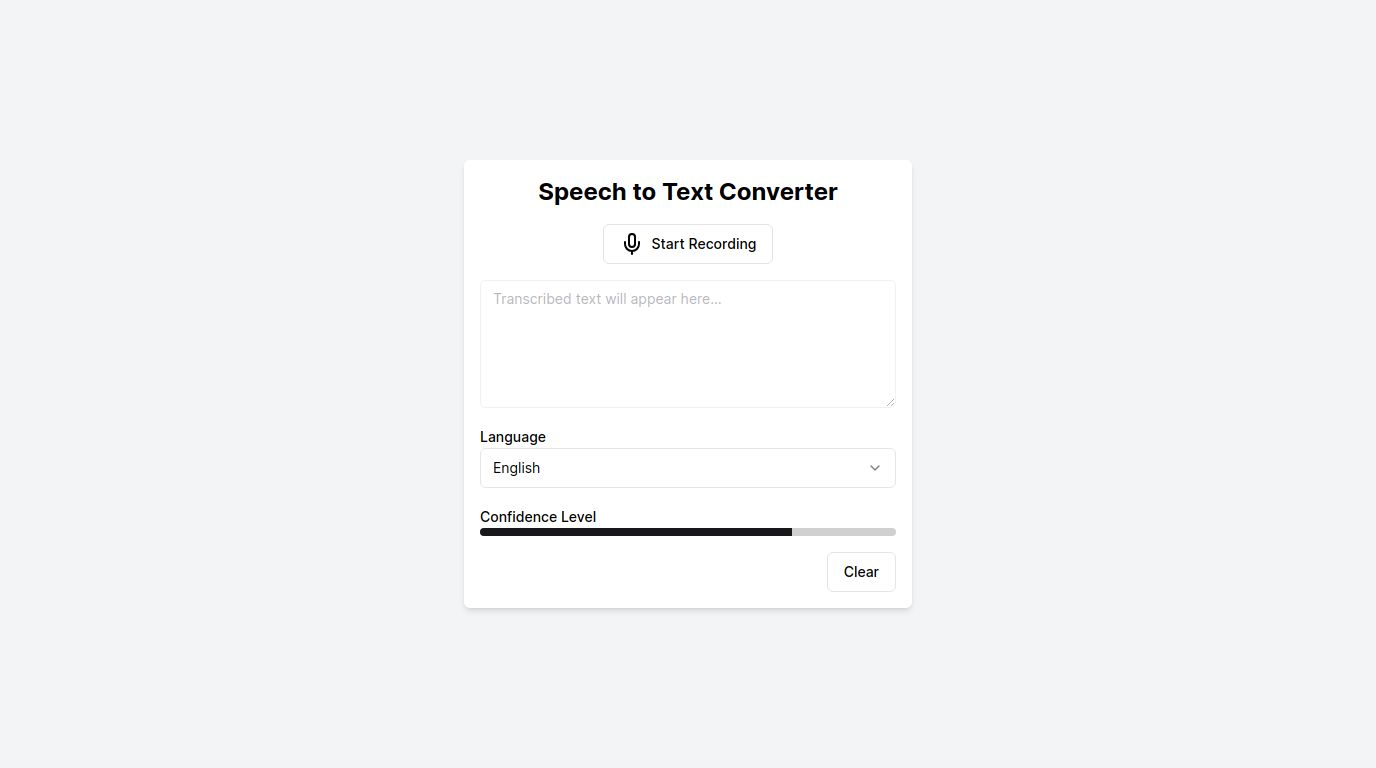 Speech to Text Converter
Start Recording
Transcribed text will appear here...
Language
English
Confidence Level
Clear